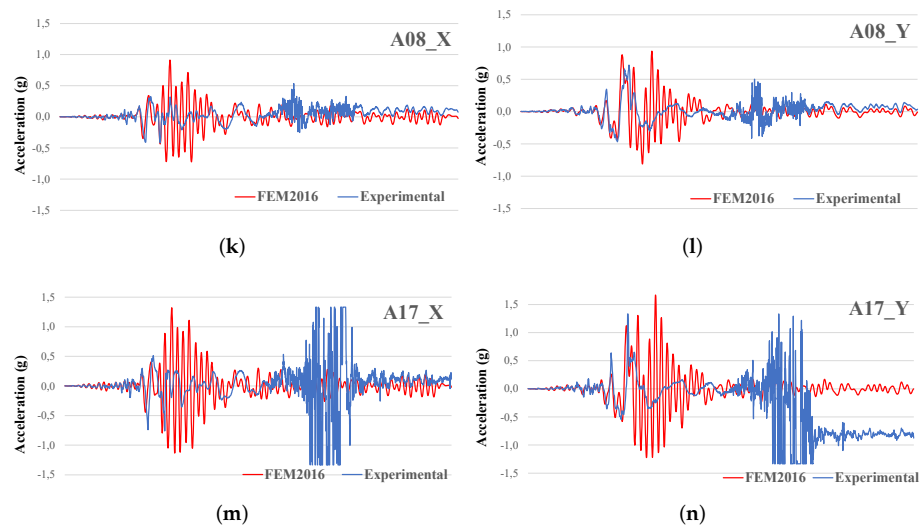 A08_X
Acceleration (g)
1,5
1,0
0,5
0,0
-0,5
-1,0
-1,5
FEM2016 Experimental
(k)
A08_Y
Acceleration (g)
1,5
1,0
0,5
0,0
-0,5
-1,0
-1,5
FEM2016 Experimental
(l)
A17_X
Acceleration (g)
1,5
1,0
0,5
0,0
-0,5
-1,0
-1,5
FEM2016 Experimental
(m)
A17_Y
Acceleration (g)
1,5
1,0
0,5
0,0
-0,5
-1,0
-1,5
FEM2016 Experimental
(n)